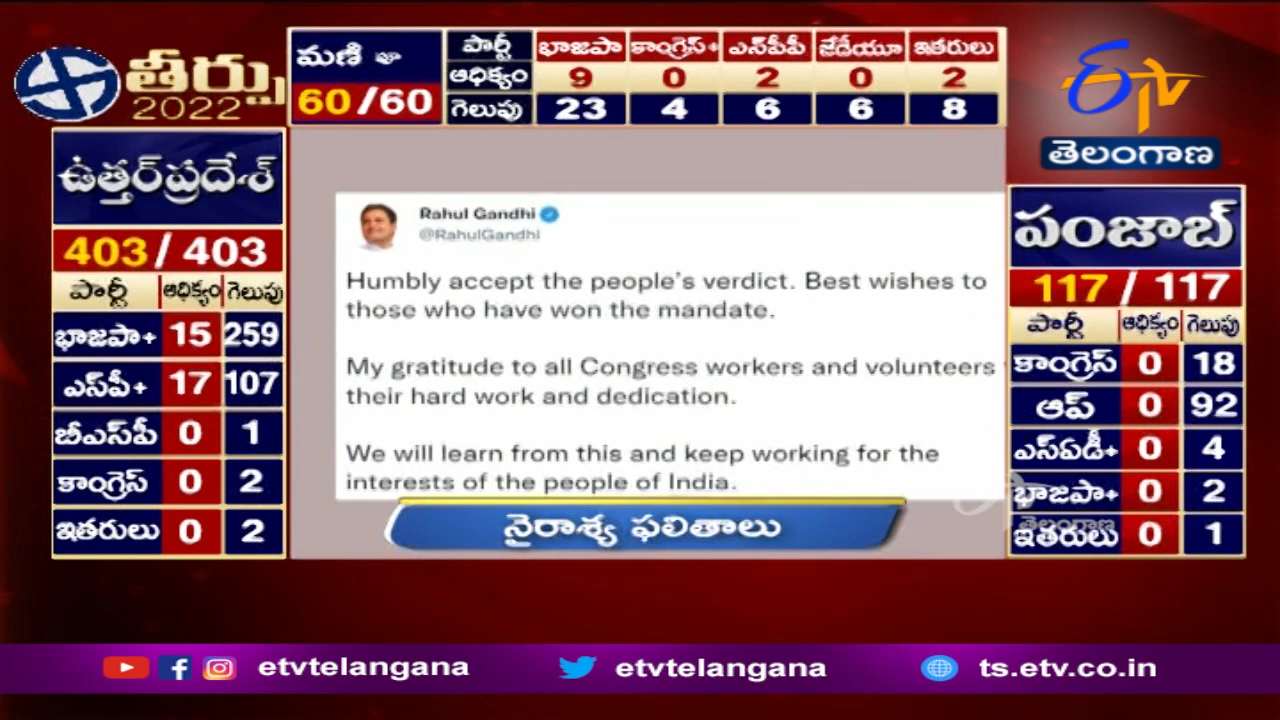 తీర్పు
2022
మణి
60/60
పార్టీ భాజపా కాంగ్రెస్+ ఎన్‌పీపీ జేడీయూ ఇతరులు
ఆధిక్యం 9 0 2 0 2
గెలుపు 23 4 6 6 8
ETV
తెలంగాణ
ఉత్తర్‌ప్రదేశ్
403/403
పార్టీ ఆధిక్యం గెలుపు
భాజపా+ 15 259
ఎస్‌పీ+ 17 107
బీఎస్‌పీ 0 1
కాంగ్రెస్ 0 2
ఇతరులు 0 2
Rahul Gandhi
@RahulGandhi
Humbly accept the people's verdict. Best wishes to
those who have won the mandate.
My gratitude to all Congress workers and volunteers
their hard work and dedication.
We will learn from this and keep working for the
interests of the people of India.
నైరాశ్య ఫలితాలు
పంజాబ్
117/117
పార్టీ ఆధిక్యం గెలుపు
కాంగ్రెస్ 0 18
ఆప్ 0 92
ఎస్ఏడీ+ 0 4
భాజపా+ 0 2
తెలంగాణ
ఇతరులు 0 1
etvtelangana
etvtelangana
ts.etv.co.in